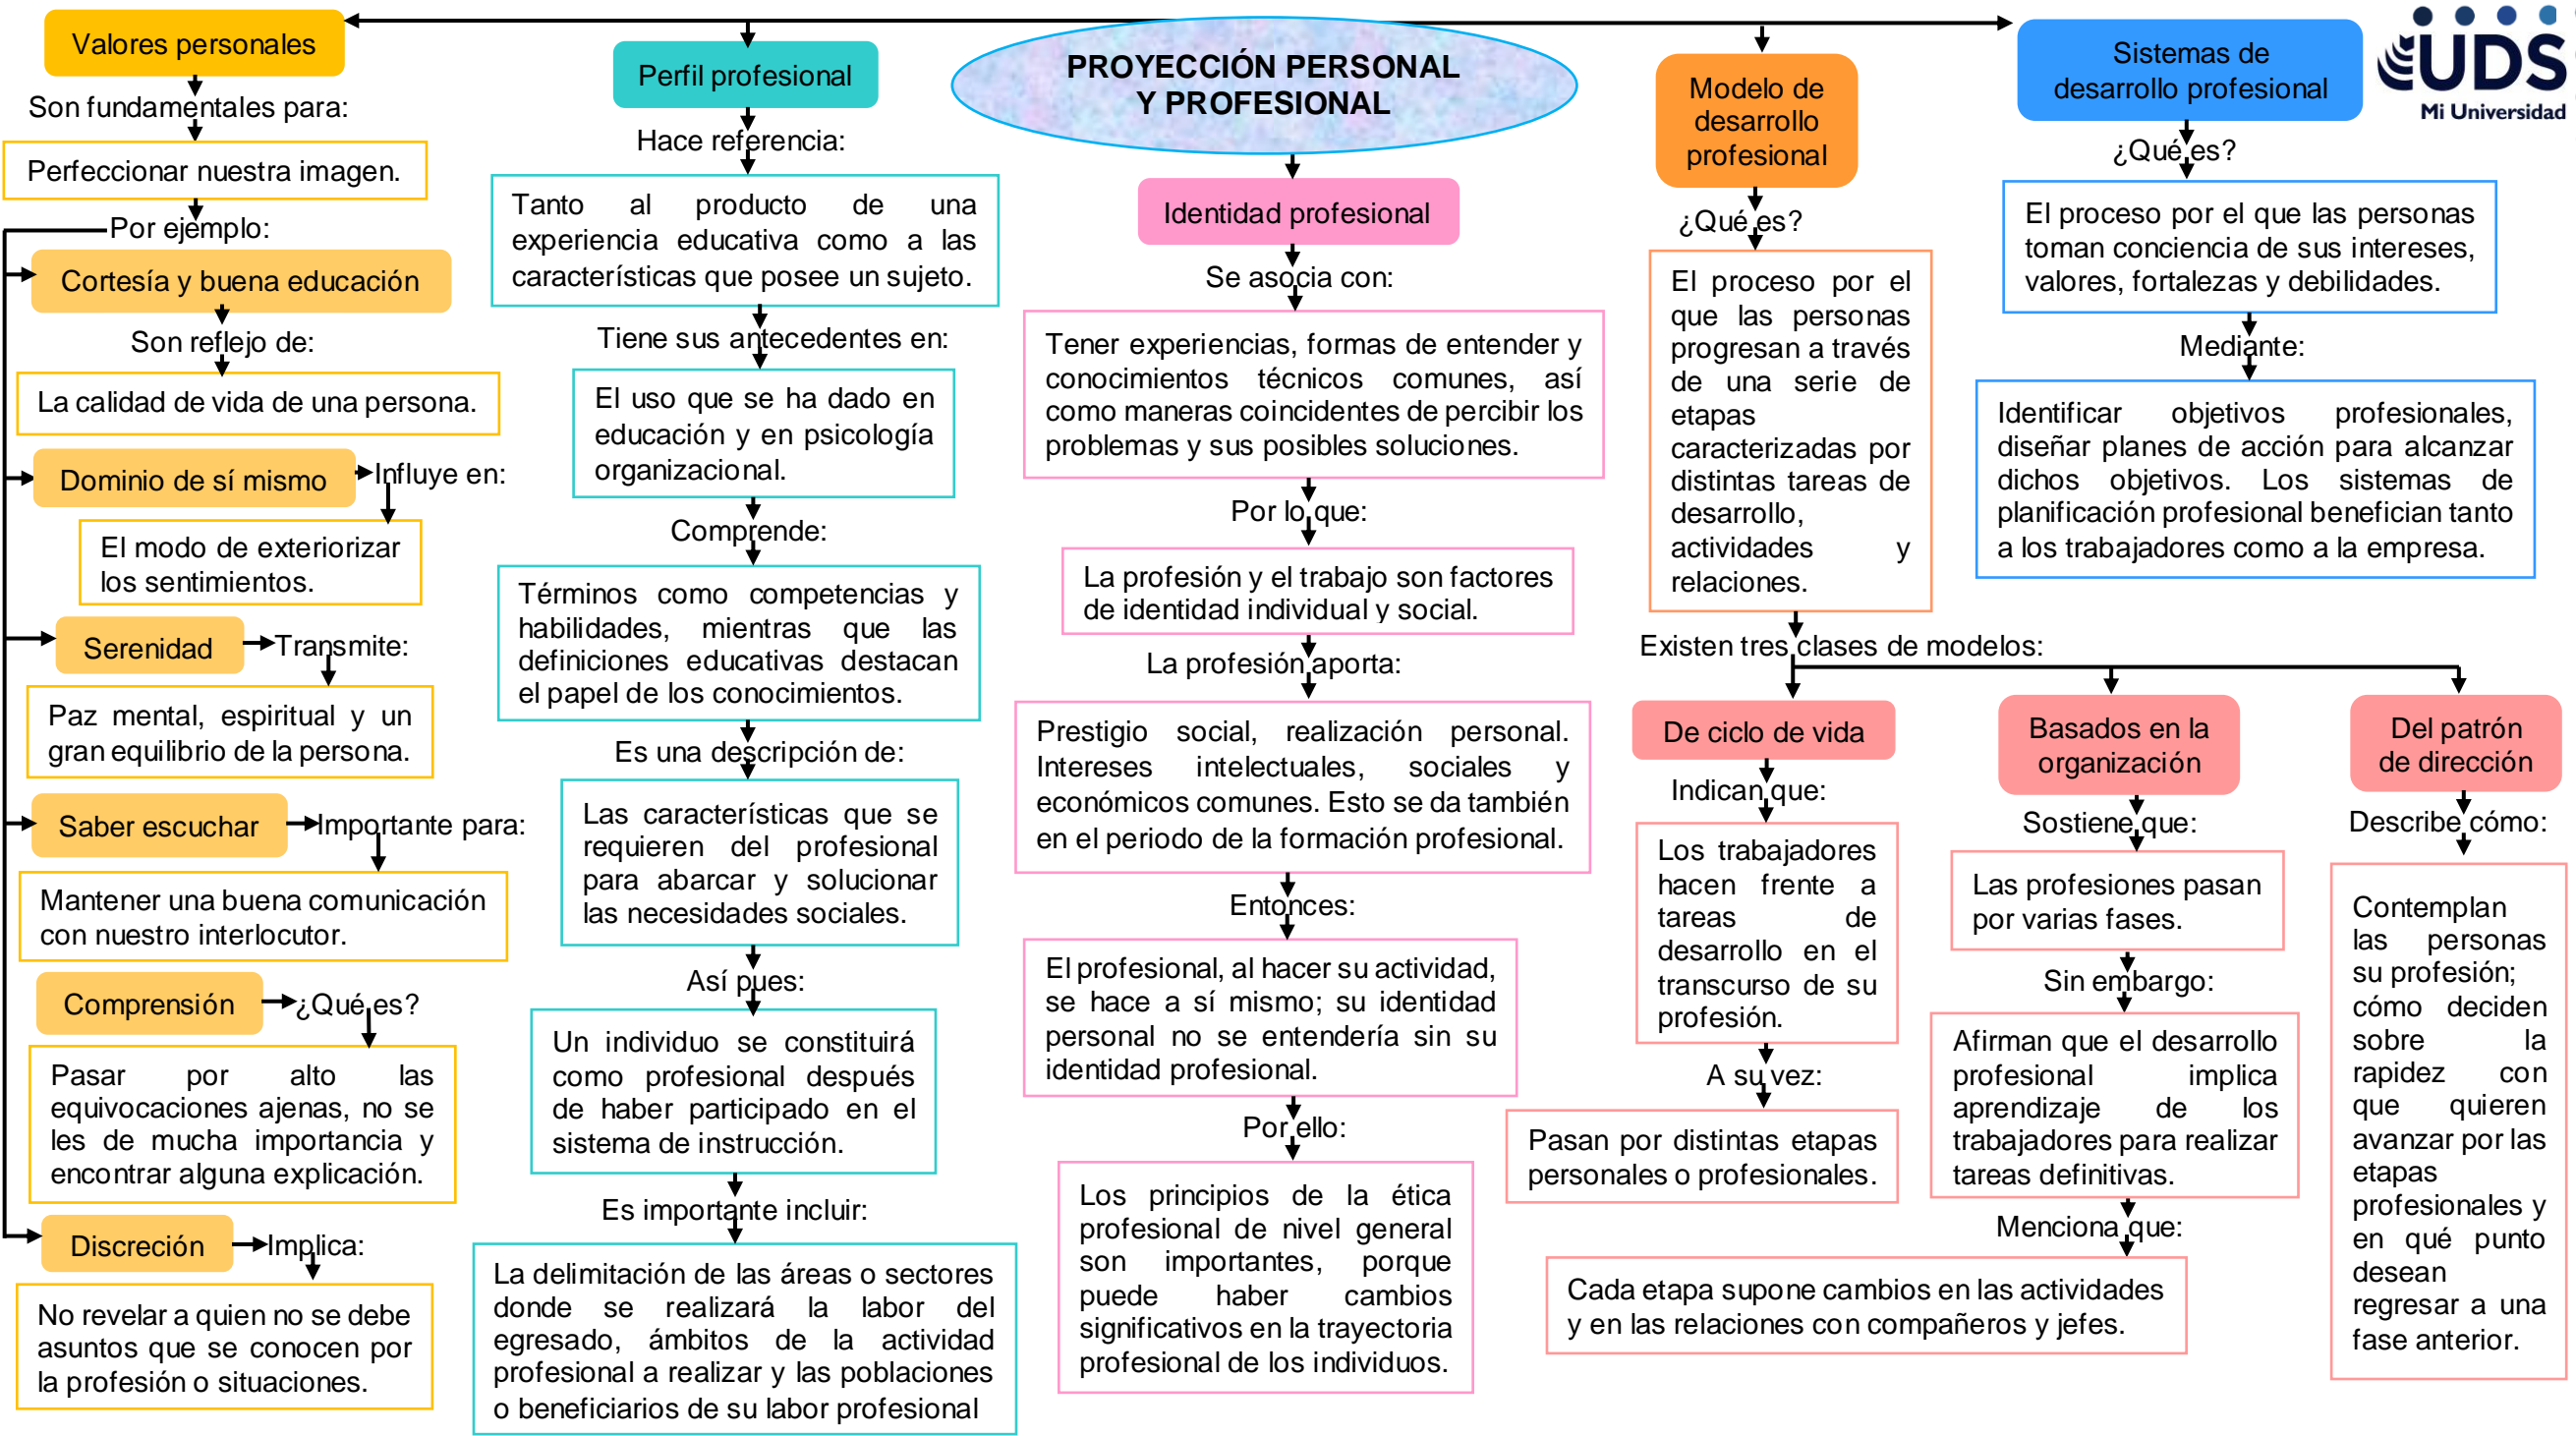 PROYECCIÓN PERSONAL
Y PROFESIONAL
UDS
Mi Universidad
Valores personales
Son fundamentales para:
Perfeccionar nuestra imagen.
Por ejemplo:
Cortesía y buena educación
Son reflejo de:
La calidad de vida de una persona.
Dominio de sí mismo
Influye en:
El modo de exteriorizar
los sentimientos.
Serenidad
Transmite:
Paz mental, espiritual y un
gran equilibrio de la persona.
Saber escuchar
Importante para:
Mantener una buena comunicación
con nuestro interlocutor.
Comprensión
¿Qué es?
Pasar por alto las
equivocaciones ajenas, no se
les de mucha importancia y
encontrar alguna explicación.
Discreción
Implica:
No revelar a quien no se debe
asuntos que se conocen por
la profesión o situaciones.
Perfil profesional
Hace referencia:
Tanto al producto de una
experiencia educativa como a las
características que posee un sujeto.
Tiene sus antecedentes en:
El uso que se ha dado en
educación y en psicología
organizacional.
Comprende:
Términos como competencias y
habilidades, mientras que las
definiciones educativas destacan
el papel de los conocimientos.
Es una descripción de:
Las características que se
requieren del profesional
para abarcar y solucionar
las necesidades sociales.
Así pues:
Un individuo se constituirá
como profesional después
de haber participado en el
sistema de instrucción.
Es importante incluir:
La delimitación de las áreas o sectores
donde se realizará la labor del
egresado, ámbitos de la actividad
profesional a realizar y las poblaciones
o beneficiarios de su labor profesional
Identidad profesional
Se asocia con:
Tener experiencias, formas de entender y
conocimientos técnicos comunes, así
como maneras coincidentes de percibir los
problemas y sus posibles soluciones.
Por lo que:
La profesión y el trabajo son factores
de identidad individual y social.
La profesión aporta:
Prestigio social, realización personal.
Intereses intelectuales, sociales y
económicos comunes. Esto se da también
en el periodo de la formación profesional.
Entonces:
El profesional, al hacer su actividad,
se hace a sí mismo; su identidad
personal no se entendería sin su
identidad profesional.
Por ello:
Los principios de la ética
profesional de nivel general
son importantes, porque
puede haber cambios
significativos en la trayectoria
profesional de los individuos.
Modelo de
desarrollo
profesional
¿Qué es?
El proceso por el
que las personas
progresan a través
de una serie de
etapas
caracterizadas por
distintas tareas de
desarrollo,
actividades y
relaciones.
Existen tres clases de modelos:
De ciclo de vida
Indican que:
Los trabajadores
hacen frente a
tareas de
desarrollo en el
transcurso de su
profesión.
A su vez:
Pasan por distintas etapas
personales o profesionales.
Basados en la
organización
Sostiene que:
Las profesiones pasan
por varias fases.
Sin embargo:
Afirman que el desarrollo
profesional implica
aprendizaje de los
trabajadores para realizar
tareas definitivas.
Menciona que:
Cada etapa supone cambios en las actividades
y en las relaciones con compañeros y jefes.
Del patrón
de dirección
Describe cómo:
Contemplan
las personas
su profesión;
cómo deciden
sobre la
rapidez con
que quieren
avanzar por las
etapas
profesionales y
en qué punto
desean
regresar a una
fase anterior.
Sistemas de
desarrollo profesional
¿Qué es?
El proceso por el que las personas
toman conciencia de sus intereses,
valores, fortalezas y debilidades.
Mediante:
Identificar objetivos profesionales,
diseñar planes de acción para alcanzar
dichos objetivos. Los sistemas de
planificación profesional benefician tanto
a los trabajadores como a la empresa.